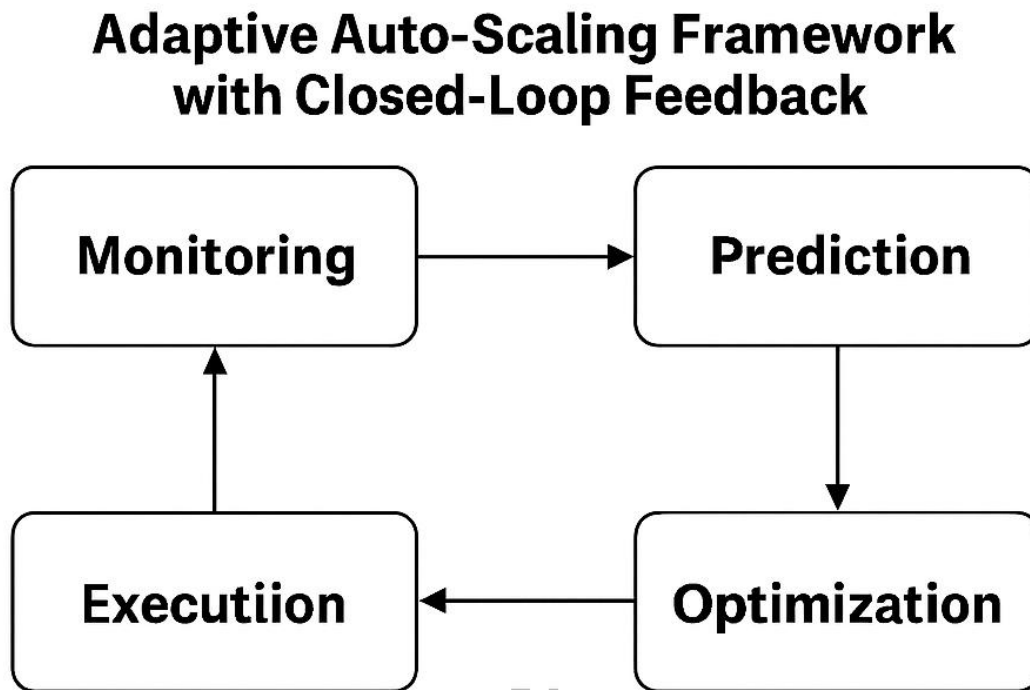 Adaptive Auto-Scaling Framework
with Closed-Loop Feedback
Monitoring
Prediction
Executiion
Optimization